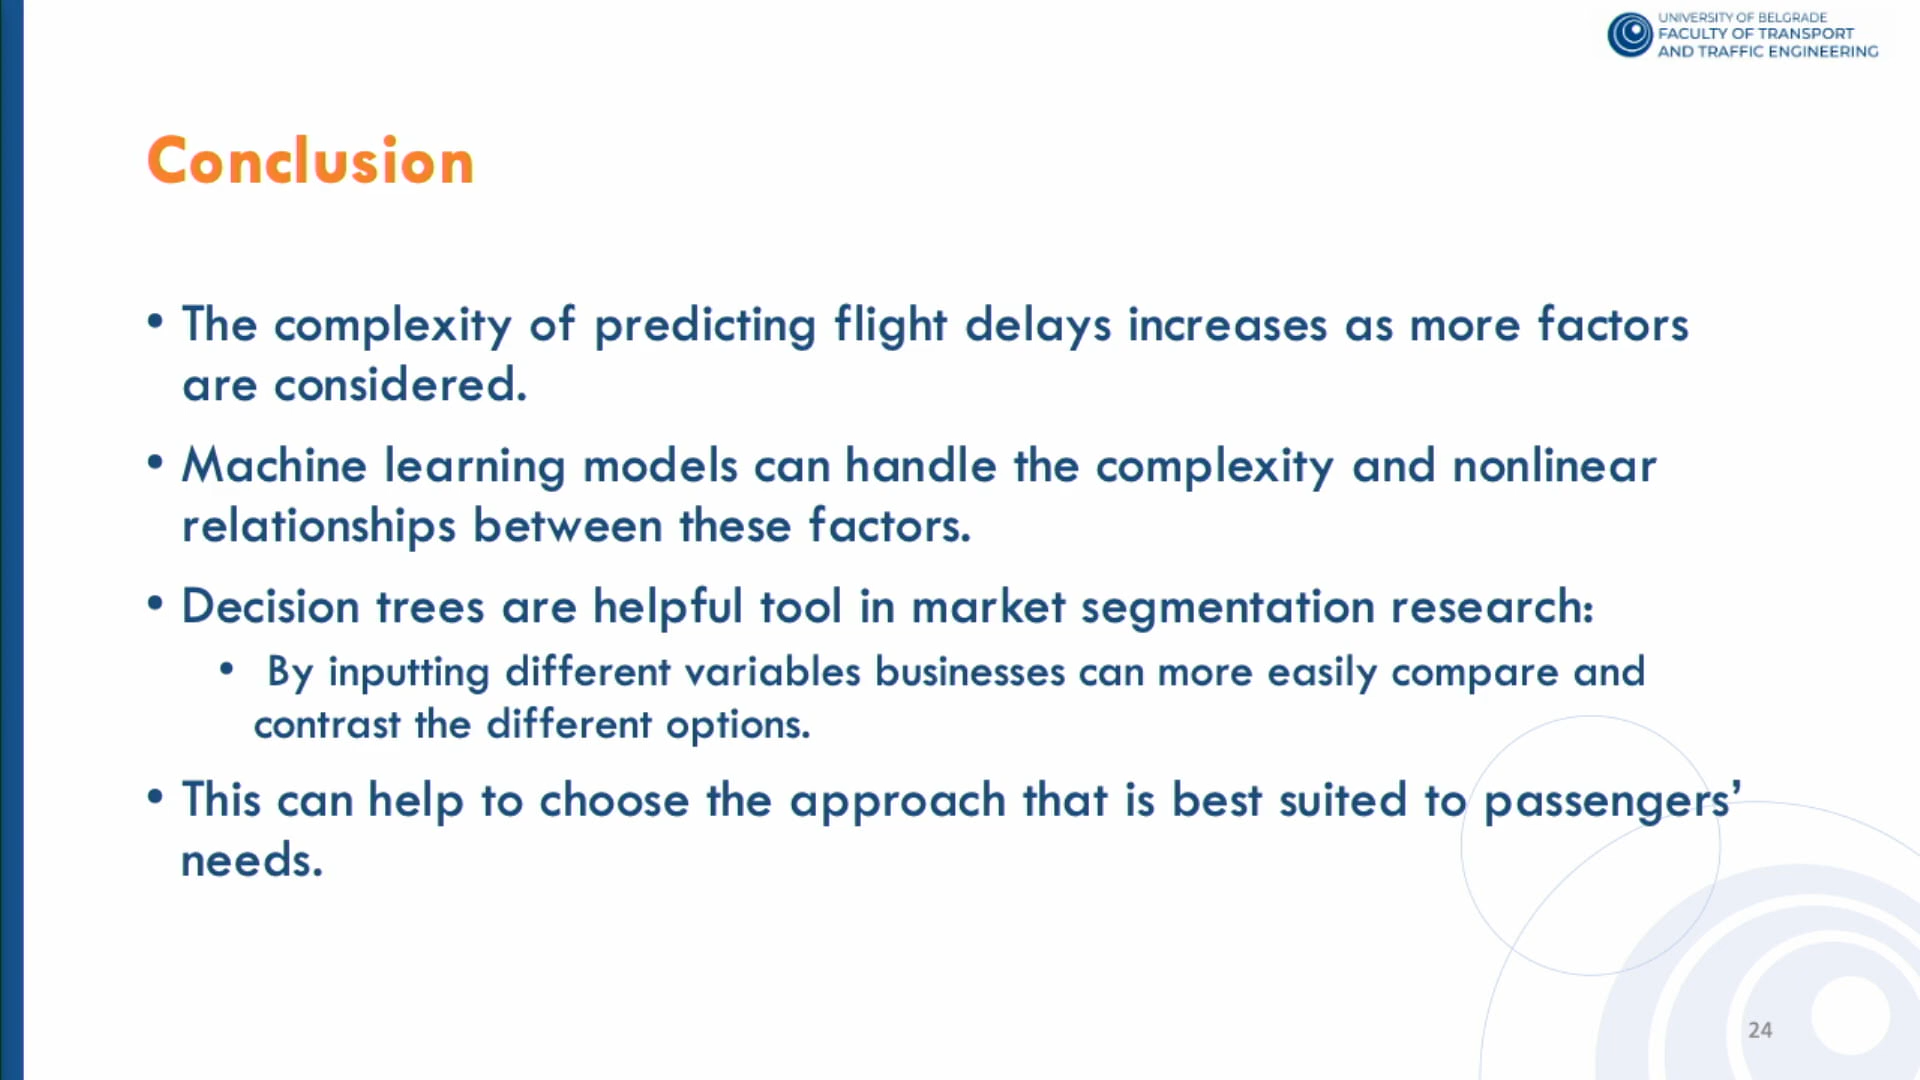 UNIVERSITY OF BELGRADE
FACULTY OF TRANSPORT
AND TRAFFIC ENGINEERING
Conclusion
• The complexity of predicting flight delays increases as more factors
are considered.
• Machine learning models can handle the complexity and nonlinear
relationships between these factors.
• Decision trees are helpful tool in market segmentation research:
• By inputting different variables businesses can more easily compare and
contrast the different options.
• This can help to choose the approach that is best suited to passengers’
needs.
24